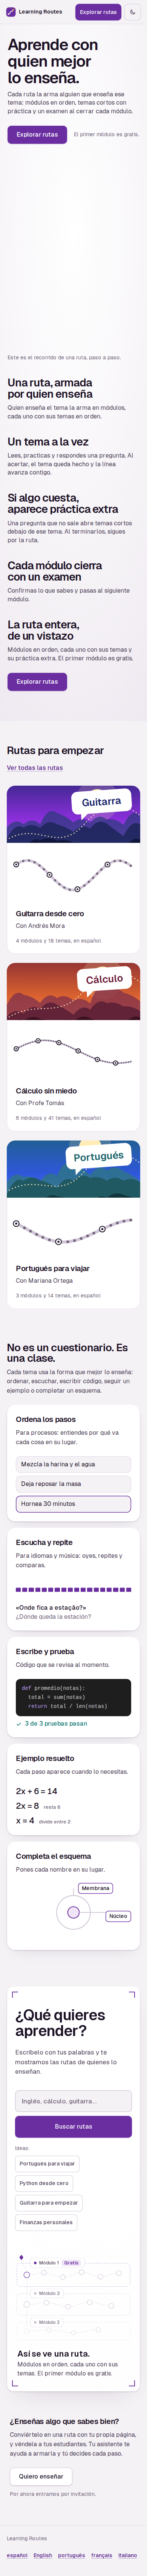 Learning Routes
Explorar rutas
Aprende con
quien mejor
lo enseña.
Cada ruta la arma alguien que enseña ese
tema: módulos en orden, temas cortos con
práctica y un examen al cerrar cada módulo.
Explorar rutas
El primer módulo es gratis.
Este es el recorrido de una ruta, paso a paso.
Una ruta, armada
por quien enseña
Quien enseña el tema la arma en módulos,
cada uno con sus temas en orden.
Un tema a la vez
Lees, practicas y respondes una pregunta. Al
acertar, el tema queda hecho y la línea
avanza contigo.
Si algo cuesta,
aparece práctica extra
Una pregunta que no sale abre temas cortos
debajo de ese tema. Al terminarlos, sigues
por la ruta.
Cada módulo cierra
con un examen
Confirmas lo que sabes y pasas al siguiente
módulo.
La ruta entera,
de un vistazo
Módulos en orden, cada uno con sus temas y
su práctica extra. El primer módulo es gratis.
Explorar rutas
Rutas para empezar
Ver todas las rutas
Guitarra
Guitarra desde cero
Con Andrés Mora
4 módulos y 18 temas, en español
Cálculo
Cálculo sin miedo
Con Profe Tomás
6 módulos y 41 temas, en español
Portugués
Portugués para viajar
Con Mariana Ortega
3 módulos y 14 temas, en español
No es un cuestionario. Es
una clase.
Cada tema usa la forma que mejor lo enseña:
ordenar, escuchar, escribir código, seguir un
ejemplo o completar un esquema.
Ordena los pasos
Para procesos: entiendes por qué va
cada cosa en su lugar.
Mezcla la harina y el agua
Deja reposar la masa
Hornea 30 minutos
Escucha y repite
Para idiomas y música: oyes, repites y
comparas.
«Onde fica a estação?»
¿Dónde queda la estación?
Escribe y prueba
Código que se revisa al momento.
def promedio(notas):
total = sum(notas)
return total / len(notas)
3 de 3 pruebas pasan
Ejemplo resuelto
Cada paso aparece cuando lo necesitas.
2x + 6 = 14
2x = 8 resta 6
x = 4 divide entre 2
Completa el esquema
Pones cada nombre en su lugar.
Membrana
Núcleo
¿Qué quieres
aprender?
Escríbelo con tus palabras y te
mostramos las rutas de quienes lo
enseñan.
Inglés, cálculo, guitarra...
Buscar rutas
Ideas:
Portugués para viajar
Python desde cero
Guitarra para empezar
Finanzas personales
Módulo 1 Gratis
Módulo 2
Módulo 3
Así se ve una ruta.
Módulos en orden, cada uno con sus
temas. El primer módulo es gratis.
¿Enseñas algo que sabes bien?
Conviértelo en una ruta con tu propia página,
y véndela a tus estudiantes. Tu asistente te
ayuda a armarla y tú decides cada paso.
Quiero enseñar
Por ahora entramos por invitación.
Learning Routes
español English português français italiano